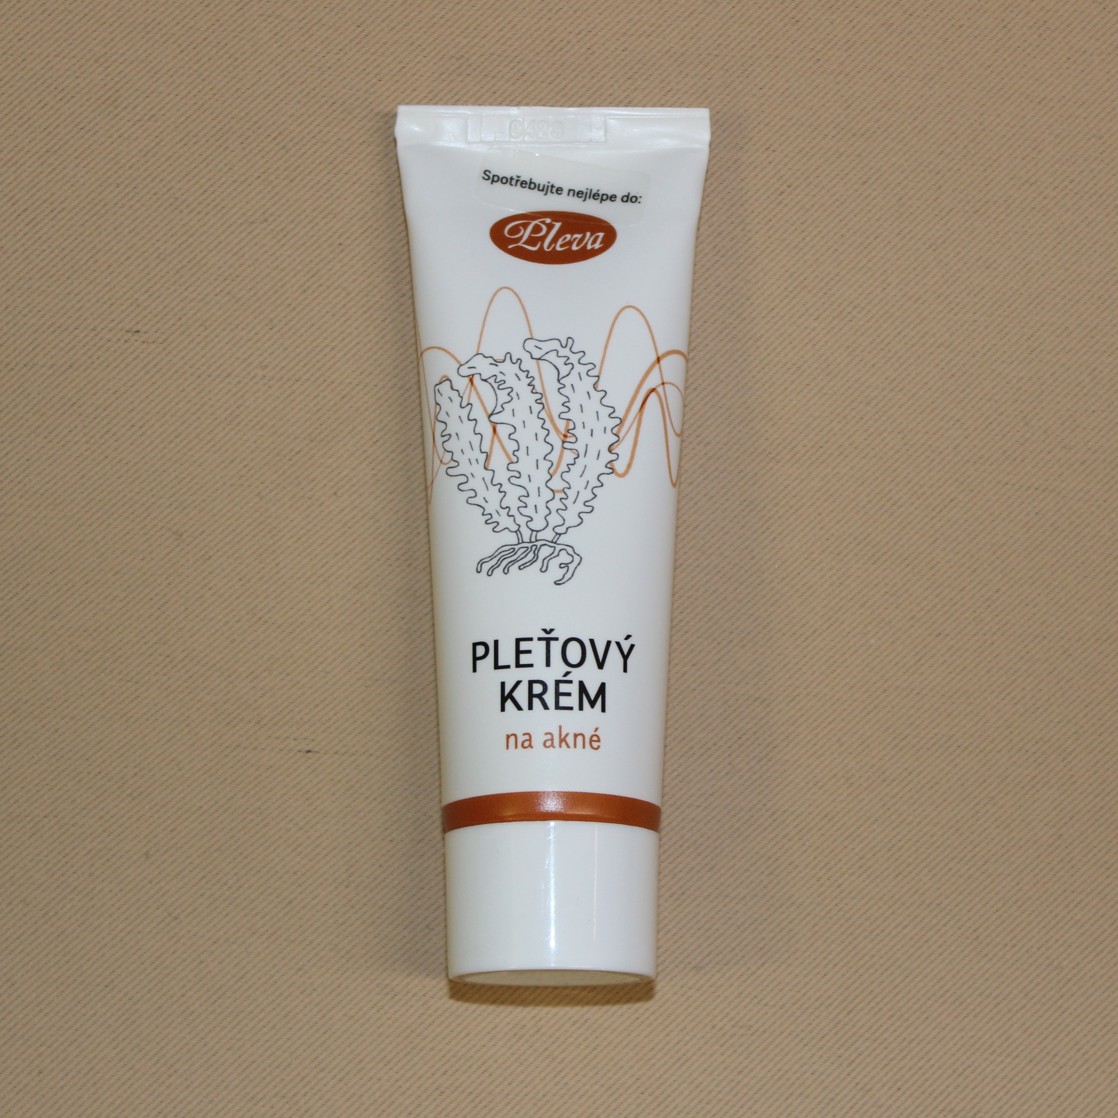 Spotřebujte nejlépe do:
Pleva
PLEŤOVÝ
KRÉM
na akné